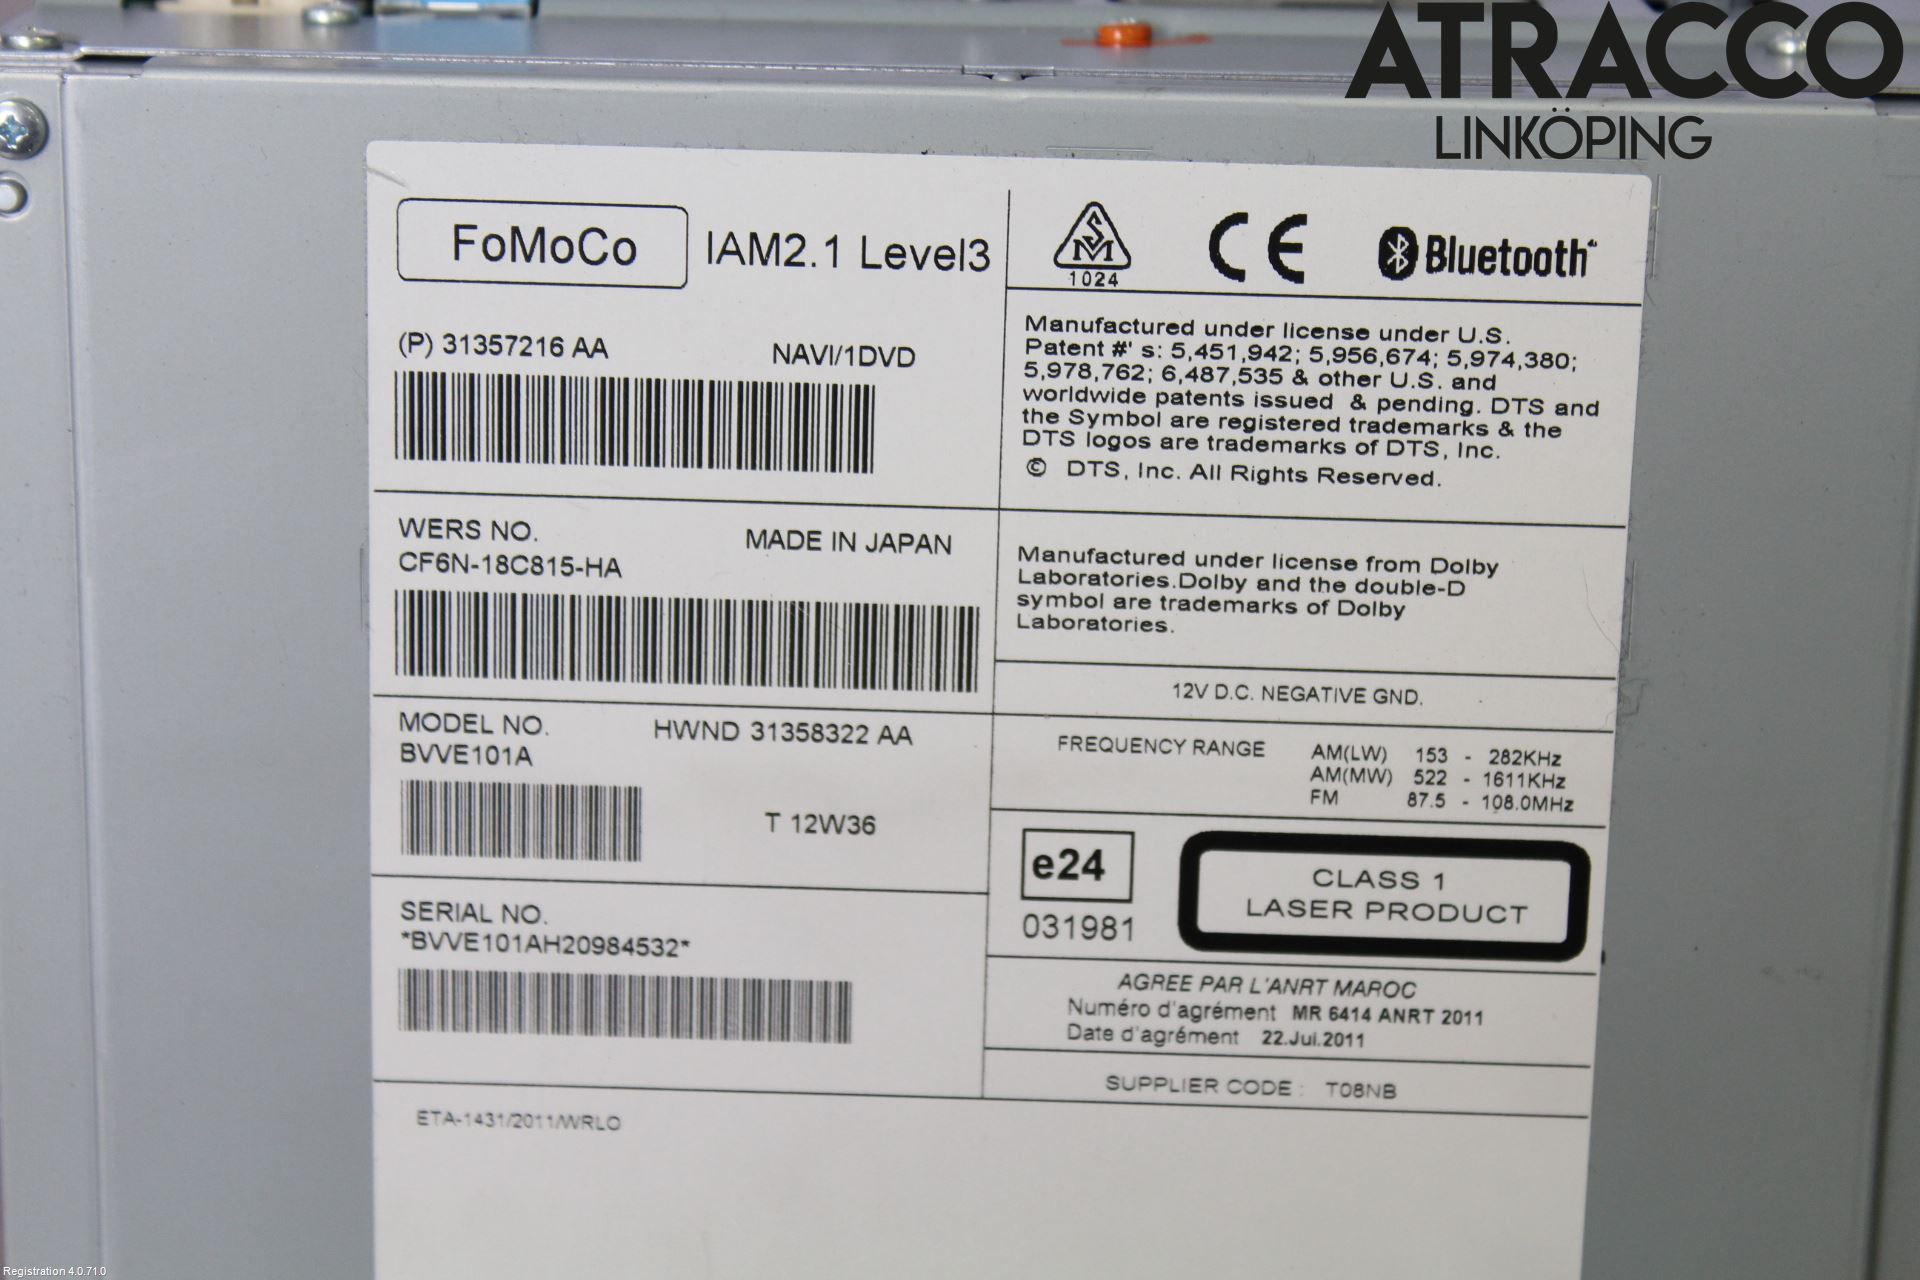 ATRACCO
LINKÖPING
FoMoCo
IAM2.1 Level3
(P) 31357216 AA
NAVI/1DVD
WERS NO.
MADE IN JAPAN
CF6N-18C815-HA
MODEL NO.
HWND 31358322 AA
BVVE101A
T 12W36
SERIAL NO.
*BVVE101AH20984532*
ETA-1431/2011/WRLO
SM
1024
CE
Bluetooth
Manufactured under license under U.S.
Patent #' s: 5,451,942; 5,956,674; 5,974,380;
5,978,762; 6,487,535 & other U.S. and
worldwide patents issued & pending. DTS and
the Symbol are registered trademarks & the
DTS logos are trademarks of DTS, Inc.
© DTS, Inc. All Rights Reserved.
Manufactured under license from Dolby
Laboratories.Dolby and the double-D
symbol are trademarks of Dolby
Laboratories.
12V D.C. NEGATIVE GND.
FREQUENCY RANGE AM(LW) 153 - 282KHz
AM(MW) 522 - 1611KHz
FM 87.5 - 108.0MHz
e24
031981
CLASS 1
LASER PRODUCT
AGREE PAR L'ANRT MAROC
Numéro d'agrément MR 6414 ANRT 2011
Date d'agrément 22.Jul.2011
SUPPLIER CODE : T08NB
Registration 4.0.71.0